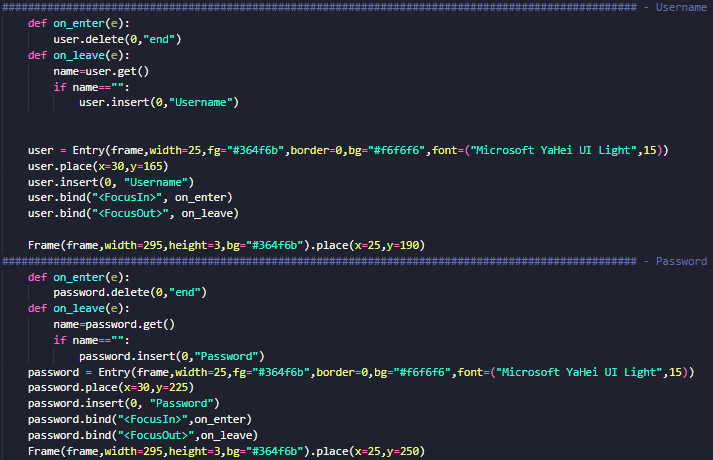 ################################################################################################### - Username
    def on_enter(e):
        user.delete(0,"end")
    def on_leave(e):
        name=user.get()
        if name=="":
            user.insert(0,"Username")
    user = Entry(frame,width=25,fg="#364f6b",border=0,bg="#f6f6f6",font=("Microsoft YaHei UI Light",15))
    user.place(x=30,y=165)
    user.insert(0, "Username")
    user.bind("<FocusIn>", on_enter)
    user.bind("<FocusOut>", on_leave)
    Frame(frame,width=295,height=3,bg="#364f6b").place(x=25,y=190)
################################################################################################### - Password
    def on_enter(e):
        password.delete(0,"end")
    def on_leave(e):
        name=password.get()
        if name=="":
            password.insert(0,"Password")
    password = Entry(frame,width=25,fg="#364f6b",border=0,bg="#f6f6f6",font=("Microsoft YaHei UI Light",15))
    password.place(x=30,y=225)
    password.insert(0, "Password")
    password.bind("<FocusIn>",on_enter)
    password.bind("<FocusOut>",on_leave)
    Frame(frame,width=295,height=3,bg="#364f6b").place(x=25,y=250)